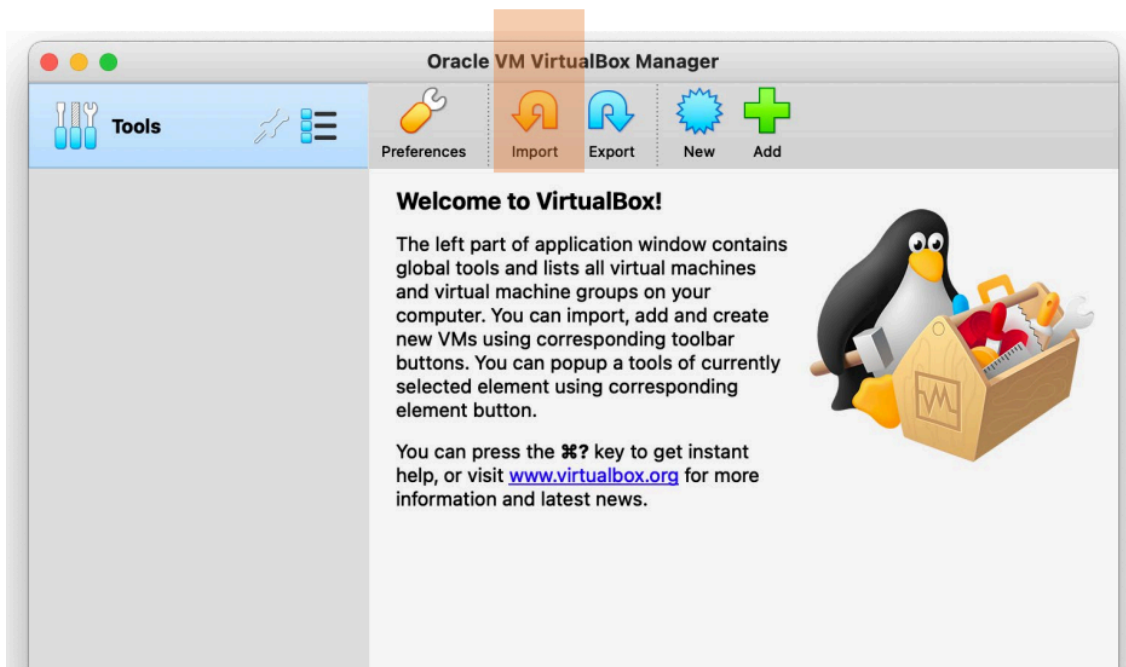 Oracle VM VirtualBox Manager
Tools
Preferences Import Export New Add
Welcome to VirtualBox!
The left part of application window contains
global tools and lists all virtual machines
and virtual machine groups on your
computer. You can import, add and create
new VMs using corresponding toolbar
buttons. You can popup a tools of currently
selected element using corresponding
element button.
You can press the ⌘? key to get instant
help, or visit www.virtualbox.org for more
information and latest news.